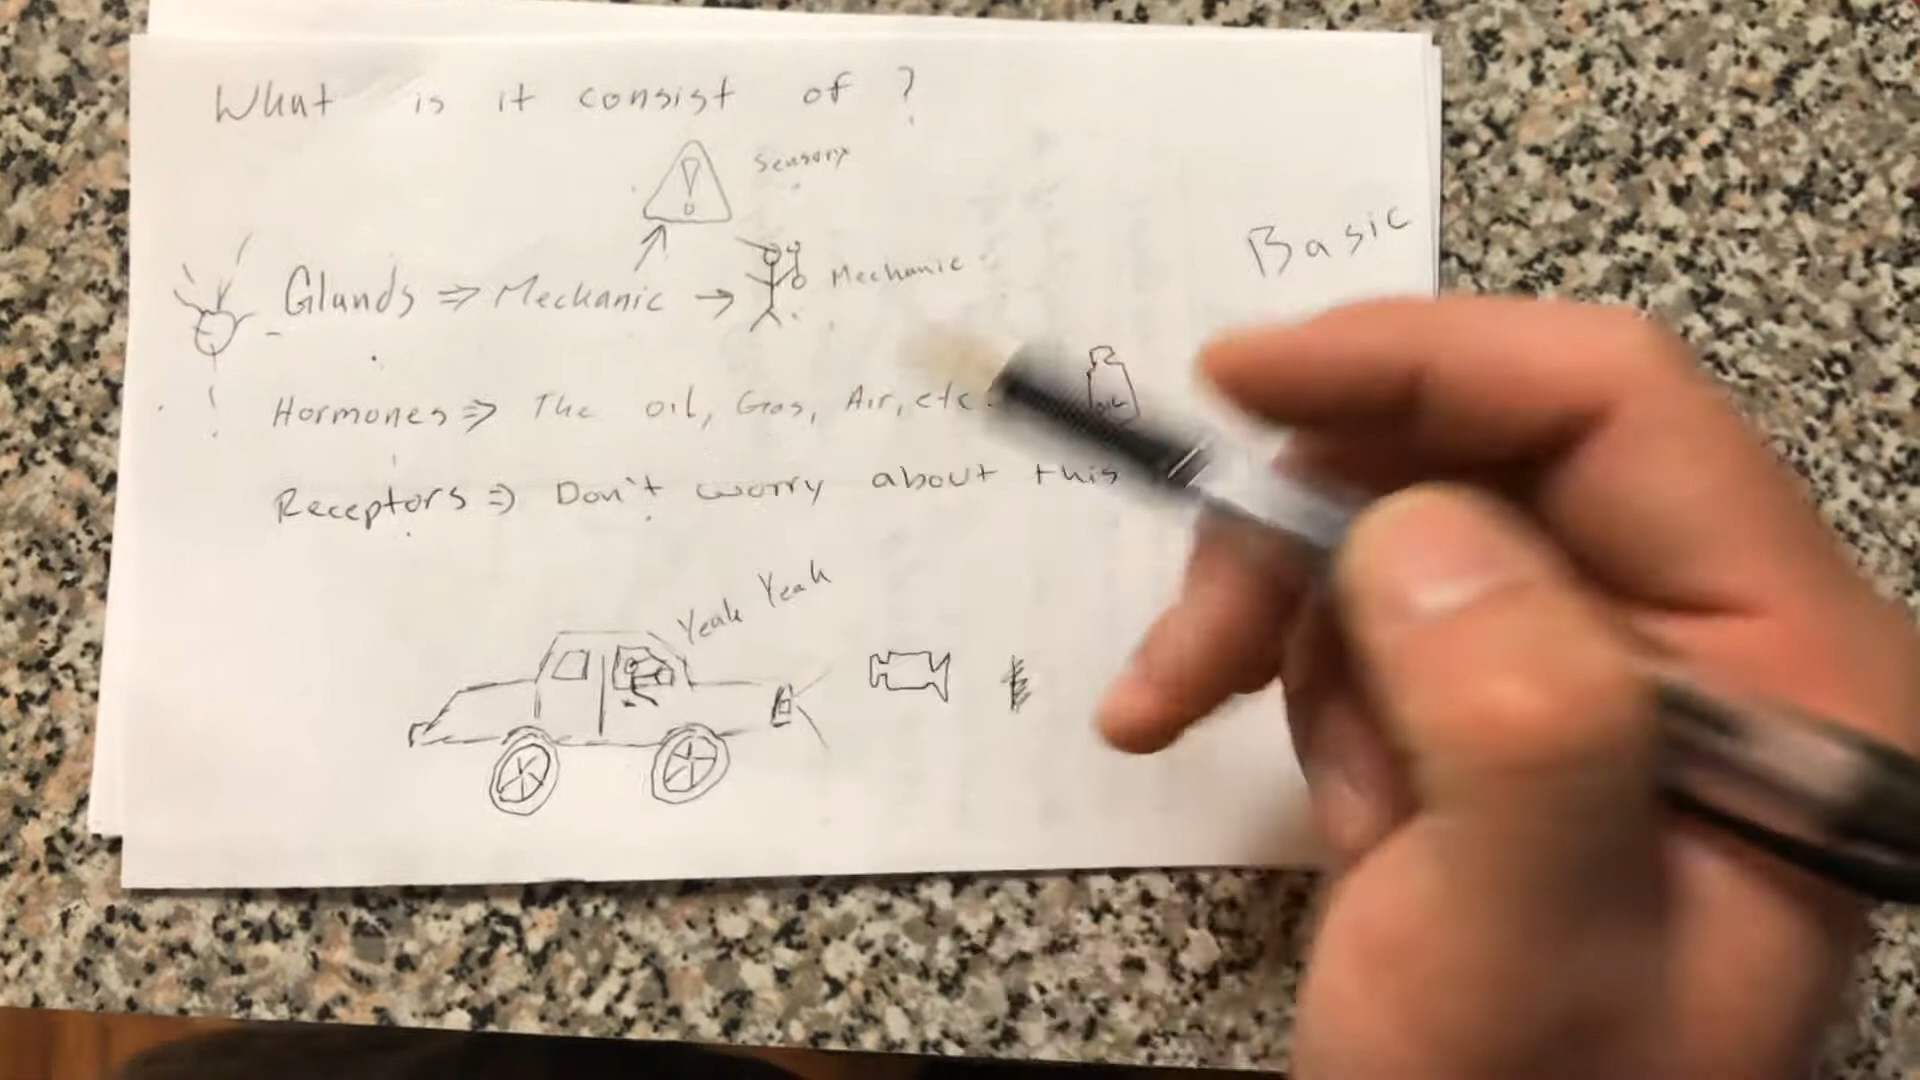 What is it consist of ?
Sensory
Basic
Glands => Mechanic → Mechanic
Hormones => The oil, Gas, Air, etc.
OIL
Receptors => Don't worry about this
Yeah Yeah